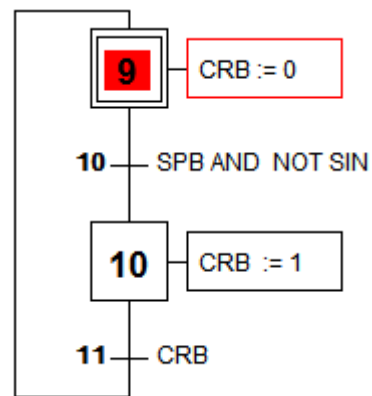 9 CRB := 0
10 SPB AND NOT SIN
10 CRB := 1
11 CRB